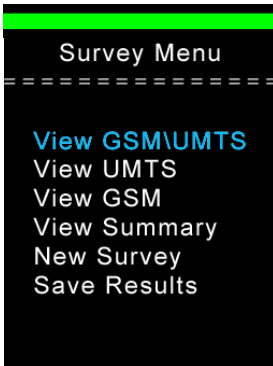 Survey Menu
================
View GSM\UMTS
View UMTS
View GSM
View Summary
New Survey
Save Results